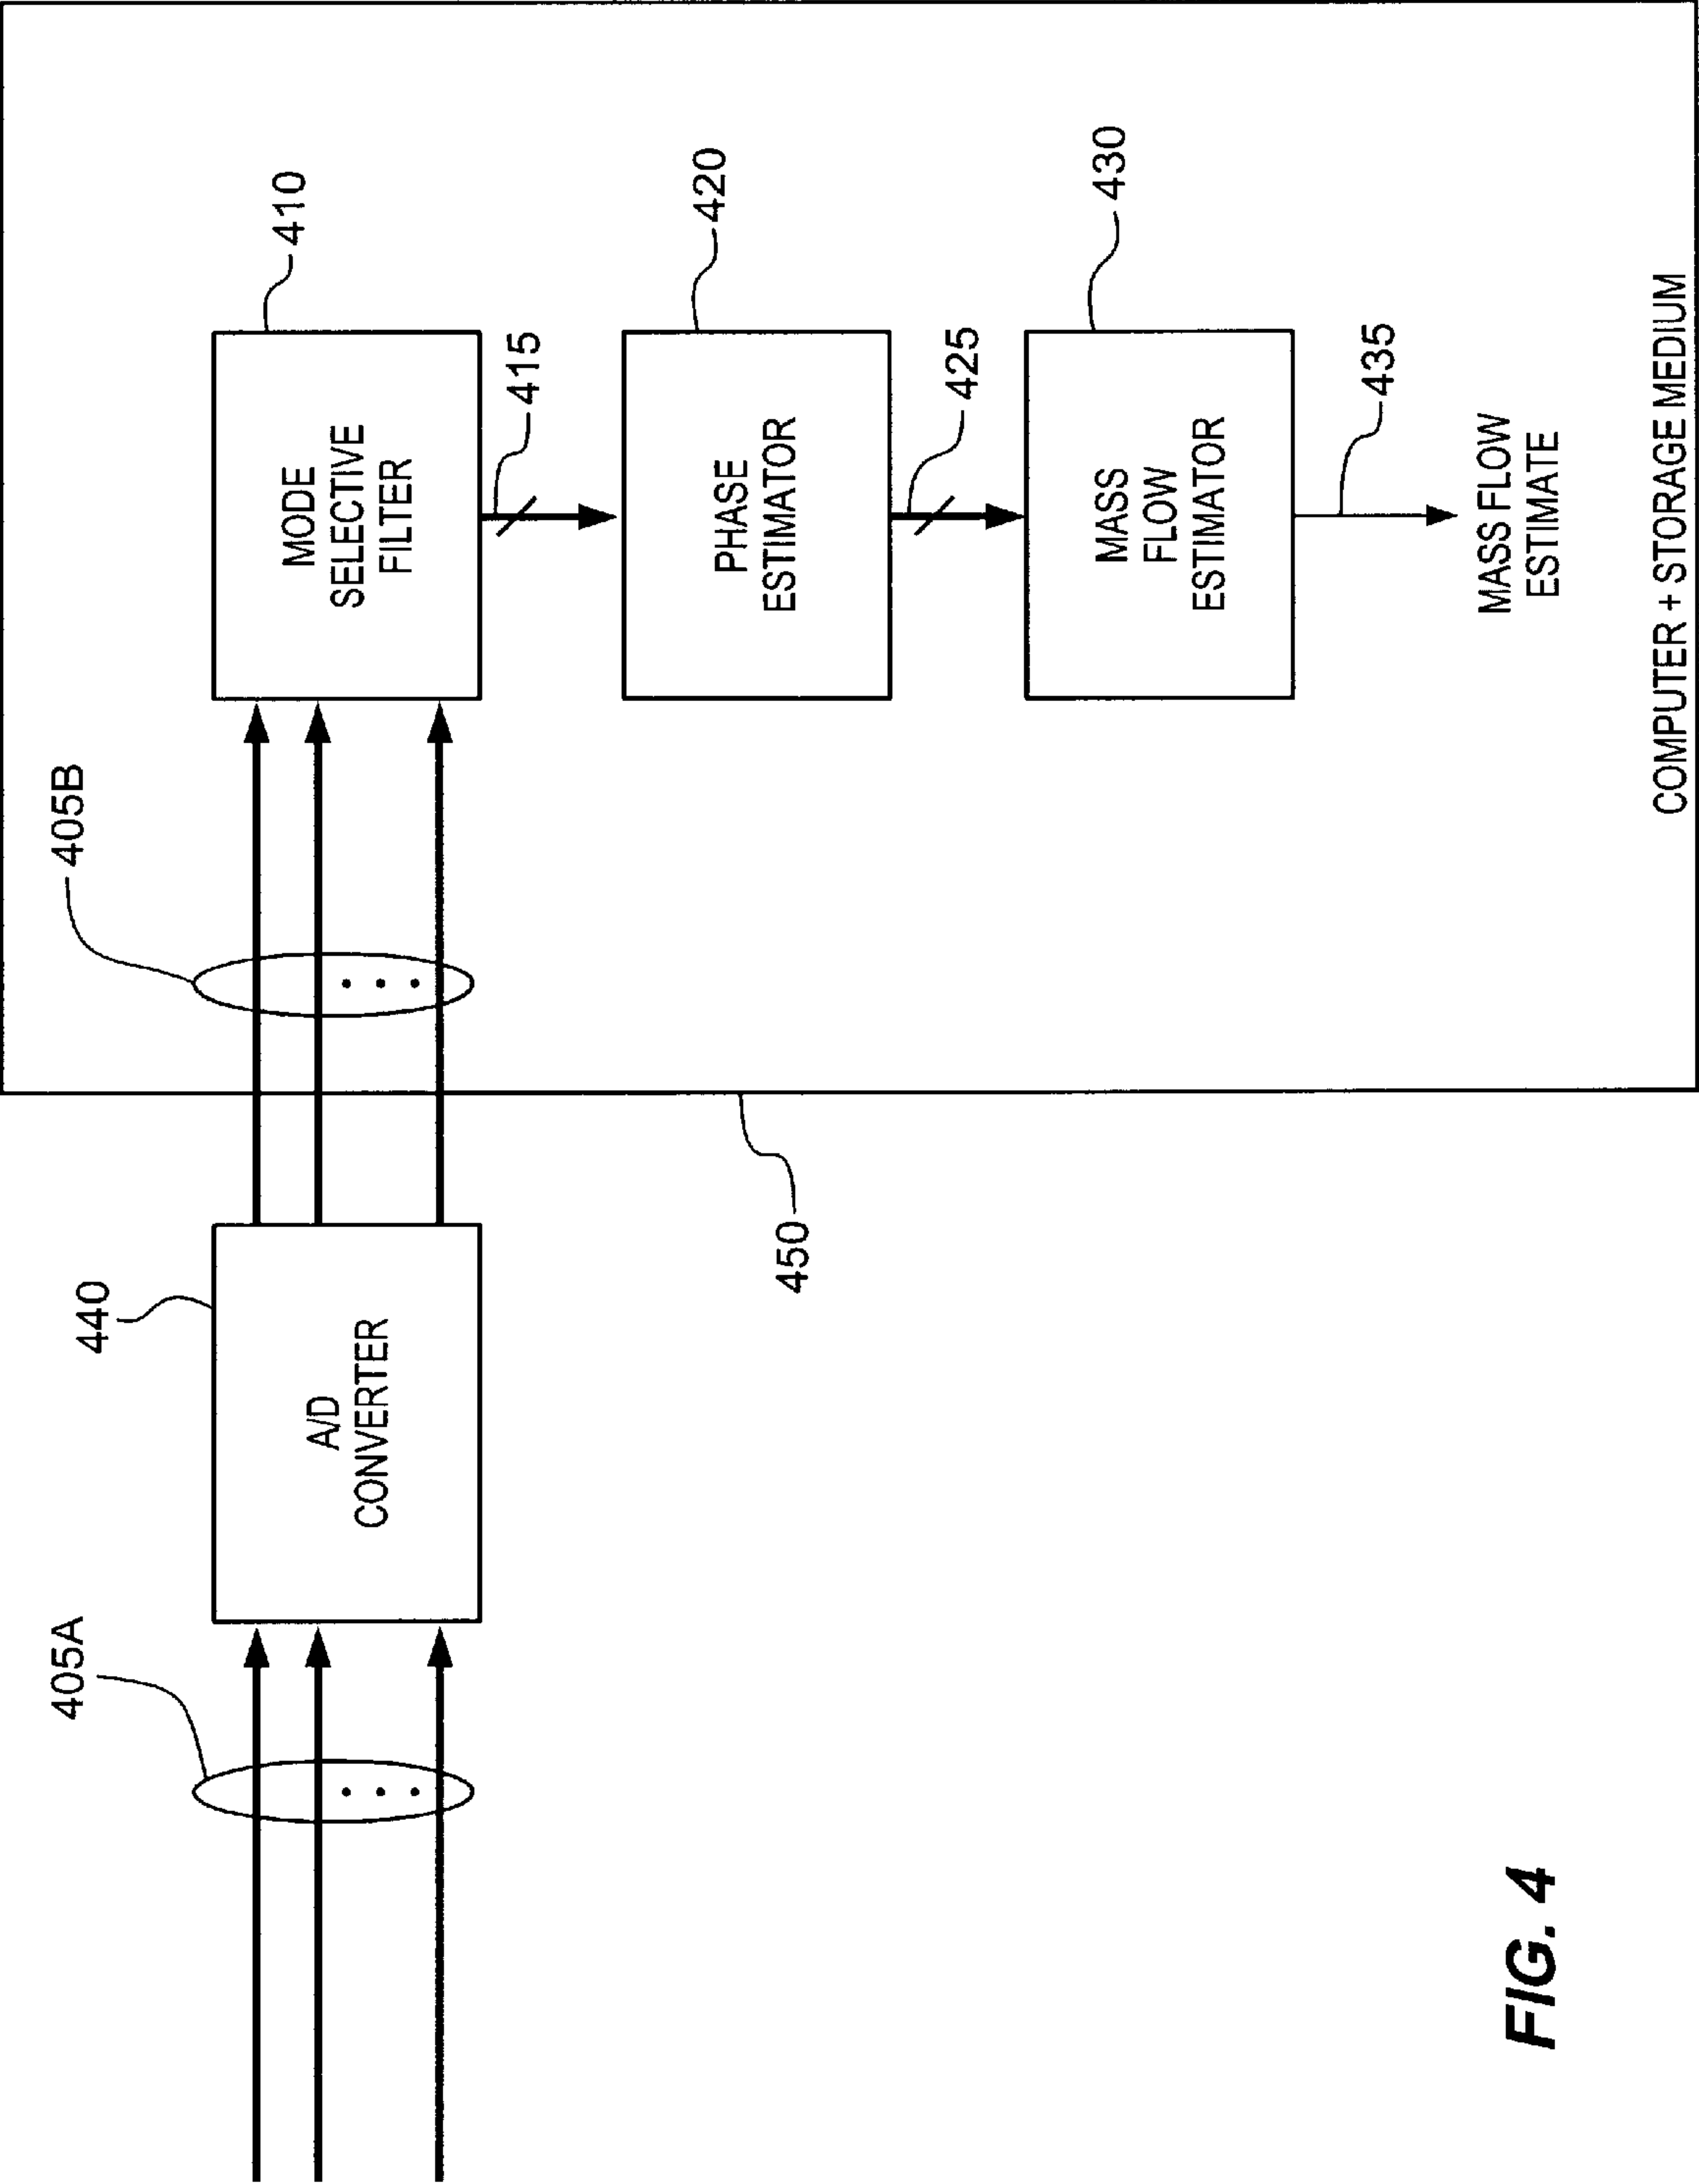 405A
440
A/D
CONVERTER
450
405B
410
MODE
SELECTIVE
FILTER
415
420
PHASE
ESTIMATOR
425
430
MASS
FLOW
ESTIMATOR
435
MASS FLOW
ESTIMATE
COMPUTER + STORAGE MEDIUM
FIG. 4